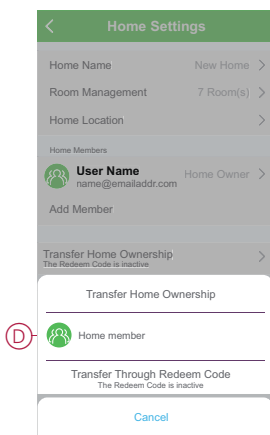 Home Settings
Home Name New Home
Room Management 7 Room(s)
Home Location
Home Members
User Name
name@emailaddr.com
Home Owner
Add Member
Transfer Home Ownership
The Redeem Code is inactive
Transfer Home Ownership
D
Home member
Transfer Through Redeem Code
The Redeem Code is inactive
Cancel